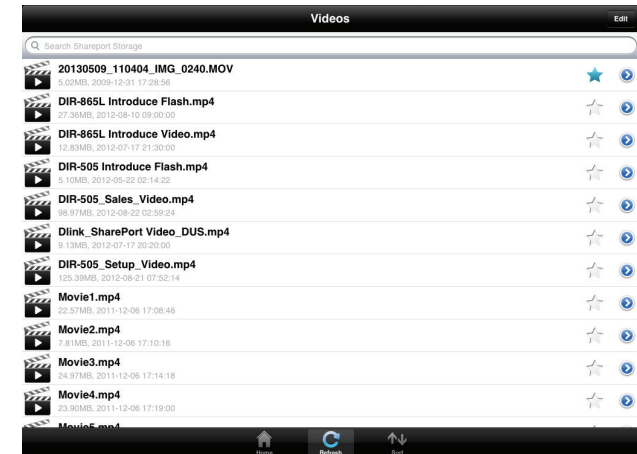 Videos
Edit
Search Shareport Storage
20130509_110404_IMG_0240.MOV
5.02MB, 2009-12-31 17:28:56
DIR-865L Introduce Flash.mp4
27.36MB, 2012-08-10 09:00:00
DIR-865L Introduce Video.mp4
12.83MB, 2012-07-17 21:30:00
DIR-505 Introduce Flash.mp4
5.10MB, 2012-05-22 02:14:22
DIR-505_Sales_Video.mp4
98.97MB, 2012-08-22 02:59:24
Dlink_SharePort Video_DUS.mp4
9.13MB, 2012-07-17 20:20:00
DIR-505_Setup_Video.mp4
125.39MB, 2012-08-21 07:52:14
Movie1.mp4
22.57MB, 2011-12-06 17:08:46
Movie2.mp4
7.81MB, 2011-12-06 17:10:16
Movie3.mp4
24.97MB, 2011-12-06 17:14:18
Movie4.mp4
23.90MB, 2011-12-06 17:19:00
Movie5.mp4
Home
Refresh
Sort